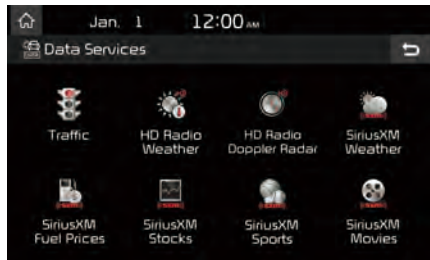 Jan. 1 12:00 AM
Data Services
Traffic
HD Radio
Weather
HD Radio
Doppler Radar
SiriusXM
Weather
SiriusXM
Fuel Prices
SiriusXM
Stocks
SiriusXM
Sports
SiriusXM
Movies